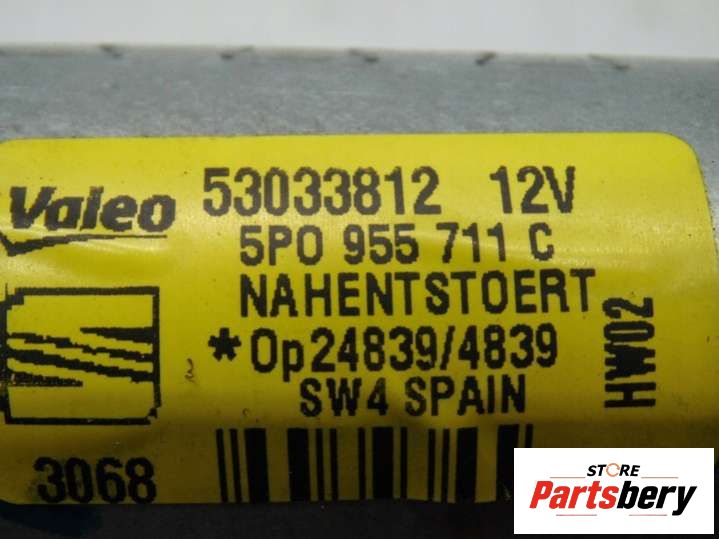 Valeo
53033812 12V
5P0 955 711 C
NAHENTSTOERT
*Op24839/4839
SW4 SPAIN
HW02
3068
STORE
Partsbery